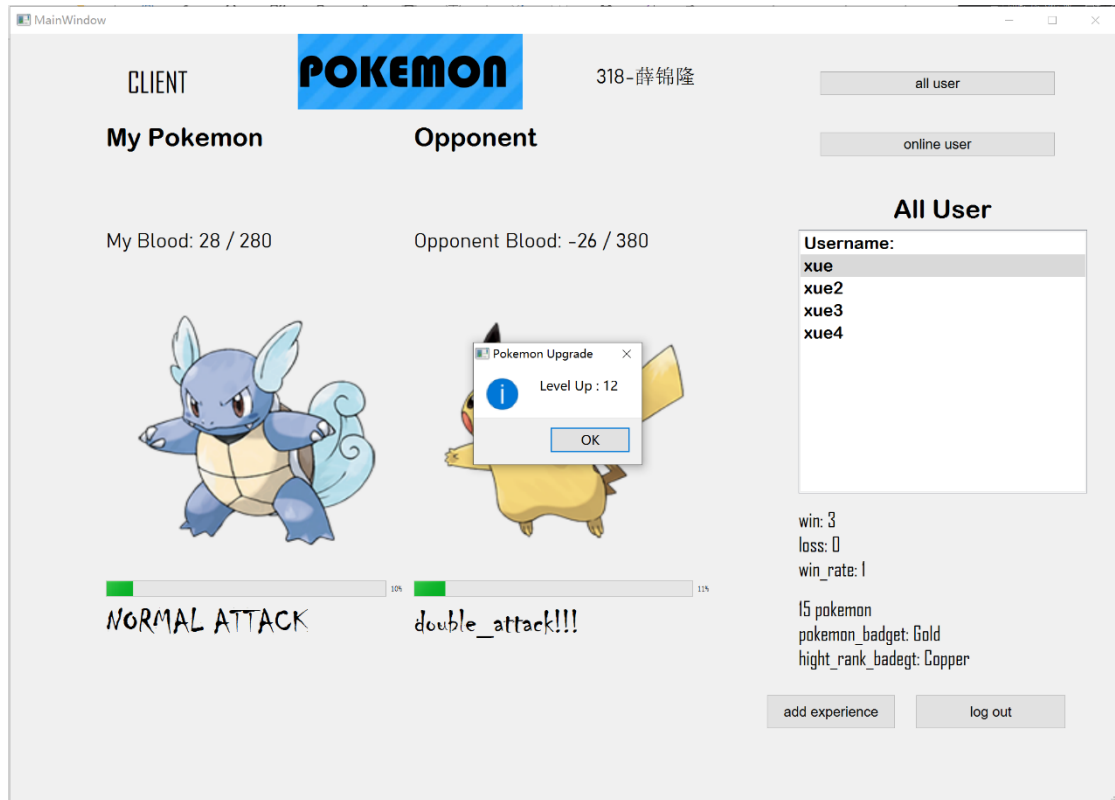 MainWindow
CLIENT
POKEMON
318-薛锦隆
all user
My Pokemon
Opponent
online user
All User
My Blood: 28 / 280
Opponent Blood: -26 / 380
Username:
xue
xue2
xue3
xue4
Pokemon Upgrade
Level Up : 12
OK
win: 3
loss: 0
win_rate: 1
10%
11%
NORMAL ATTACK
double_attack!!!
15 pokemon
pokemon_badget: Gold
hight_rank_badegt: Copper
add experience
log out